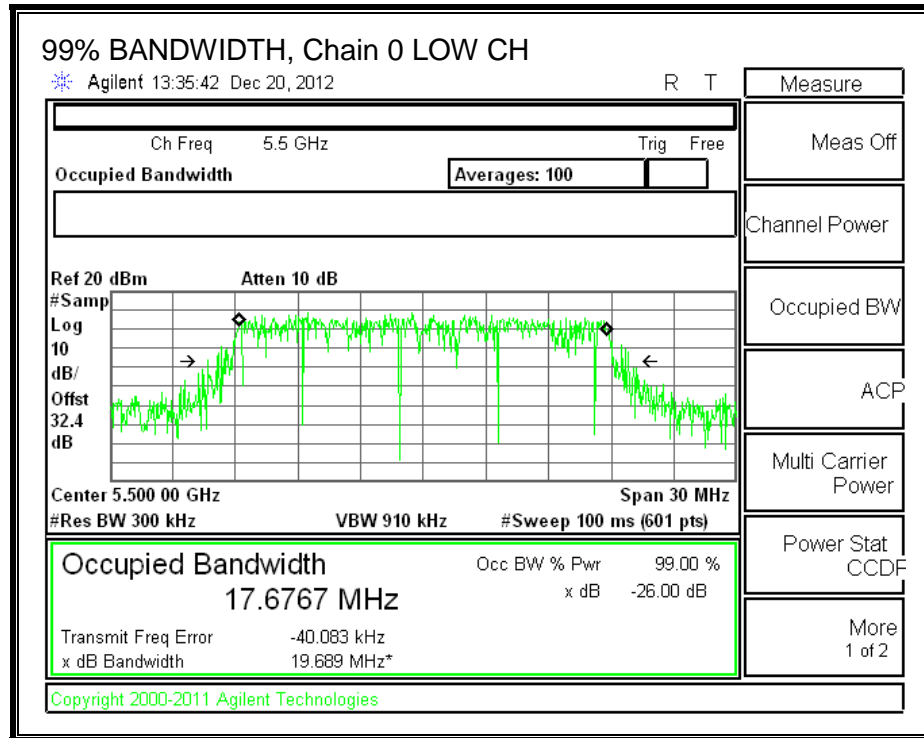 99% BANDWIDTH, Chain 0 LOW CH
Agilent 13:35:42 Dec 20, 2012 R T
Measure
Ch Freq 5.5 GHz Trig Free
Occupied Bandwidth Averages: 100
Ref 20 dBm Atten 10 dB
#Samp
Log
10
dB/
Offst
32.4
dB
Center 5.500 00 GHz Span 30 MHz
#Res BW 300 kHz VBW 910 kHz #Sweep 100 ms (601 pts)
Occupied Bandwidth Occ BW % Pwr 99.00 %
17.6767 MHz x dB -26.00 dB
Transmit Freq Error -40.083 kHz
x dB Bandwidth 19.689 MHz*
Meas Off
Channel Power
Occupied BW
ACP
Multi Carrier
Power
Power Stat
CCDF
More
1 of 2
Copyright 2000-2011 Agilent Technologies